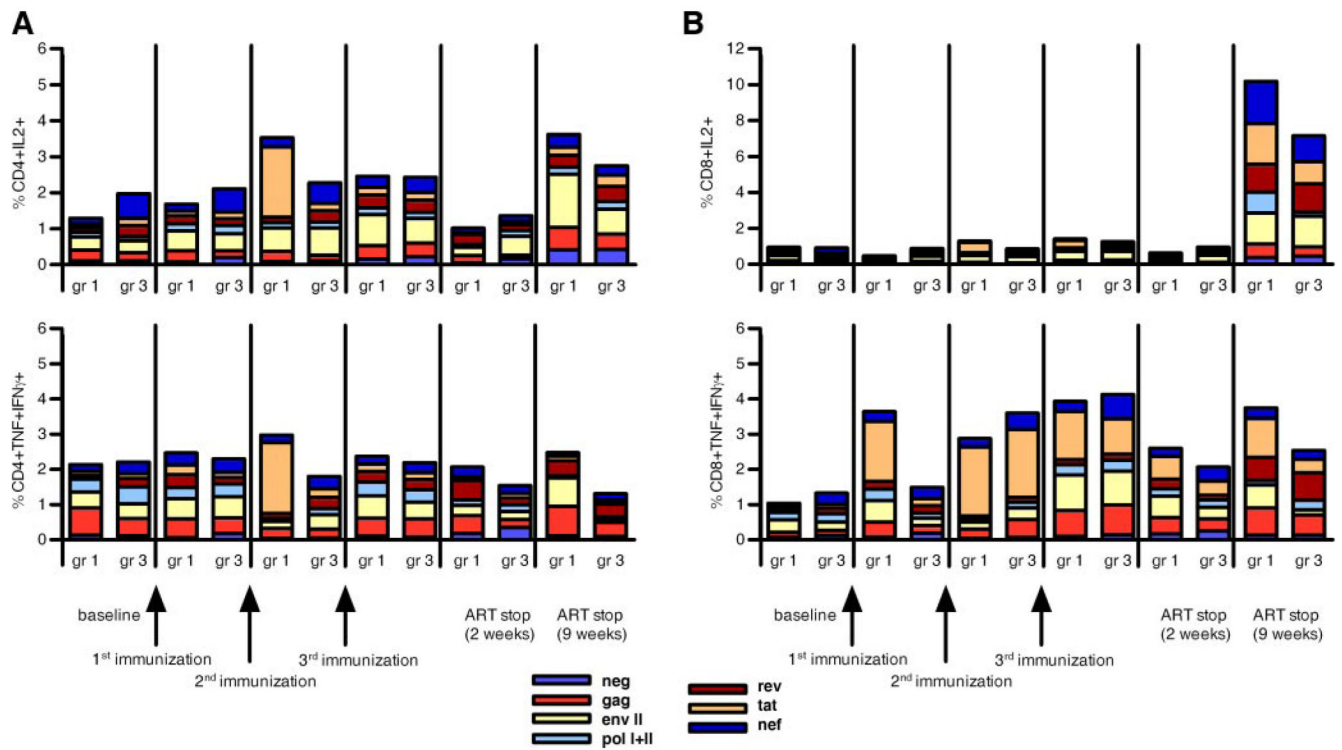 A
B
% CD4+IL2+
6
5
4
3
2
1
0
gr 1 gr 3 gr 1 gr 3 gr 1 gr 3 gr 1 gr 3 gr 1 gr 3 gr 1 gr 3
% CD8+IL2+
12
10
8
6
4
2
0
gr 1 gr 3 gr 1 gr 3 gr 1 gr 3 gr 1 gr 3 gr 1 gr 3 gr 1 gr 3
% CD4+TNF+IFNγ+
6
5
4
3
2
1
0
gr 1 gr 3 gr 1 gr 3 gr 1 gr 3 gr 1 gr 3 gr 1 gr 3 gr 1 gr 3
% CD8+TNF+IFNγ+
6
5
4
3
2
1
0
gr 1 gr 3 gr 1 gr 3 gr 1 gr 3 gr 1 gr 3 gr 1 gr 3 gr 1 gr 3
baseline
ART stop
(2 weeks)
ART stop
(9 weeks)
1st immunization
3rd immunization
2nd immunization
baseline
ART stop
(2 weeks)
ART stop
(9 weeks)
1st immunization
3rd immunization
2nd immunization
neg
gag
env II
pol I+II
rev
tat
nef